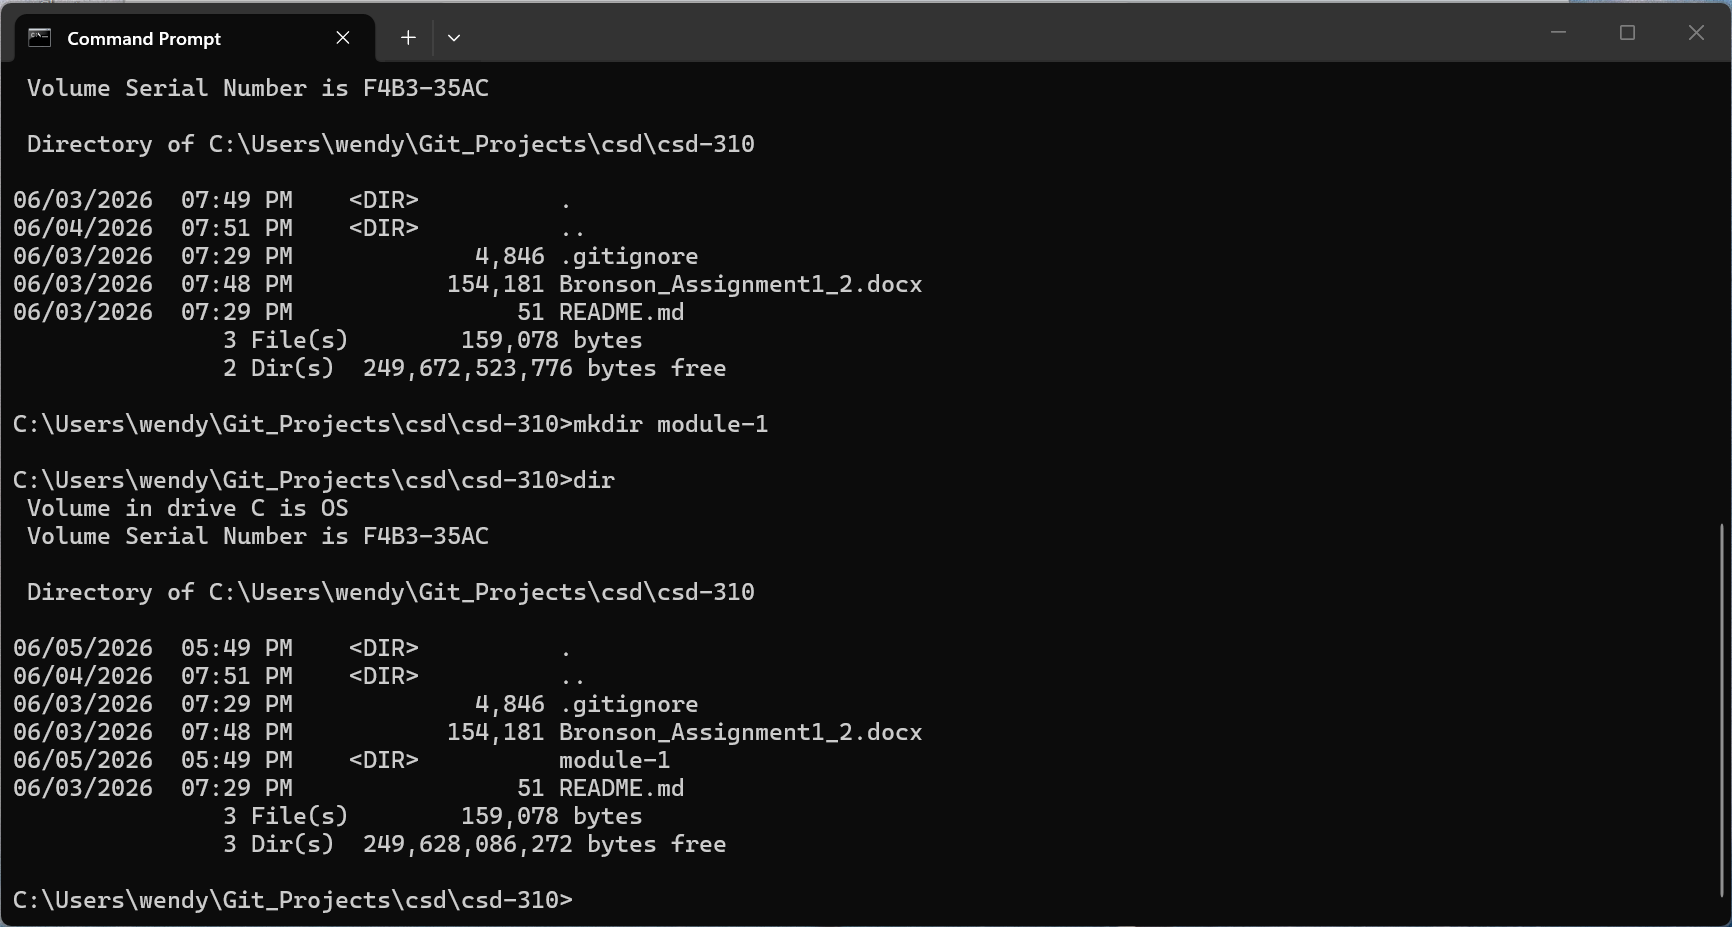 Command Prompt
 Volume Serial Number is F4B3-35AC

 Directory of C:\Users\wendy\Git_Projects\csd\csd-310

06/03/2026  07:49 PM    <DIR>          .
06/04/2026  07:51 PM    <DIR>          ..
06/03/2026  07:29 PM             4,846 .gitignore
06/03/2026  07:48 PM           154,181 Bronson_Assignment1_2.docx
06/03/2026  07:29 PM                51 README.md
               3 File(s)        159,078 bytes
               2 Dir(s)  249,672,523,776 bytes free

C:\Users\wendy\Git_Projects\csd\csd-310>mkdir module-1

C:\Users\wendy\Git_Projects\csd\csd-310>dir
 Volume in drive C is OS
 Volume Serial Number is F4B3-35AC

 Directory of C:\Users\wendy\Git_Projects\csd\csd-310

06/05/2026  05:49 PM    <DIR>          .
06/04/2026  07:51 PM    <DIR>          ..
06/03/2026  07:29 PM             4,846 .gitignore
06/03/2026  07:48 PM           154,181 Bronson_Assignment1_2.docx
06/05/2026  05:49 PM    <DIR>          module-1
06/03/2026  07:29 PM                51 README.md
               3 File(s)        159,078 bytes
               3 Dir(s)  249,628,086,272 bytes free

C:\Users\wendy\Git_Projects\csd\csd-310>